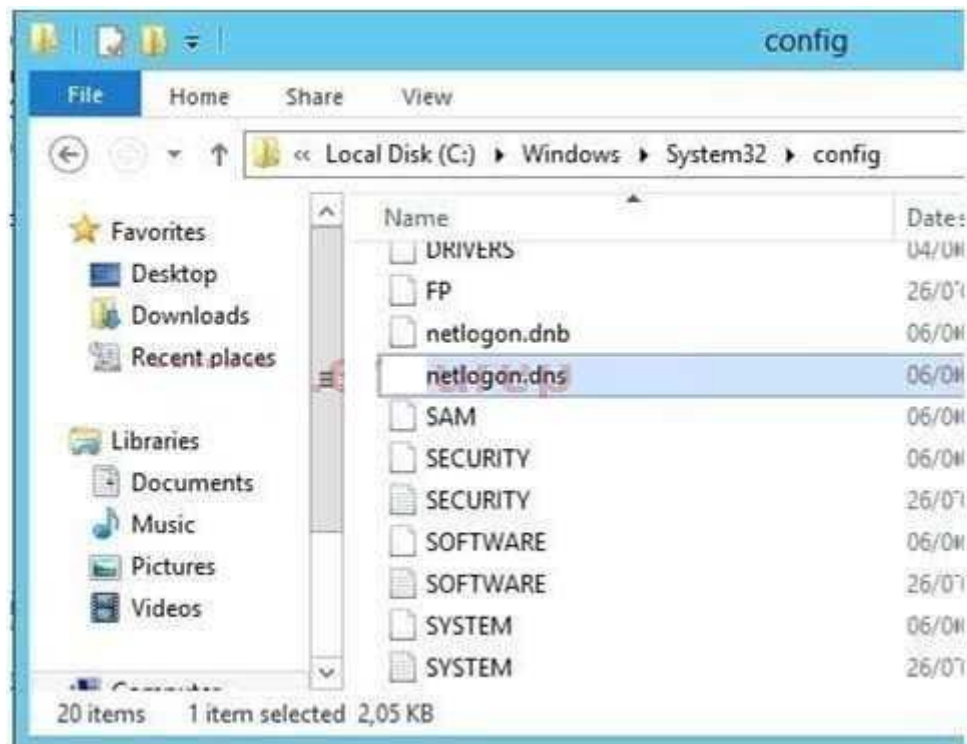 config
File Home Share View
« Local Disk (C:) ▸ Windows ▸ System32 ▸ config
Favorites
Desktop
Downloads
Recent places
Libraries
Documents
Music
Pictures
Videos
Name
DRIVERS
FP
netlogon.dnb
netlogon.dns
SAM
SECURITY
SECURITY
SOFTWARE
SOFTWARE
SYSTEM
SYSTEM
20 items 1 item selected 2,05 KB